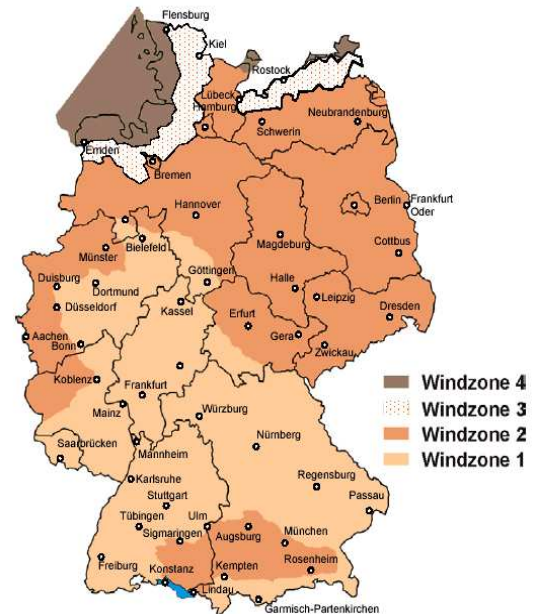 Flensburg
Kiel
Rostock
Lübeck
Hamburg
Neubrandenburg
Schwerin
Emden
Bremen
Hannover
Berlin
Frankfurt
Oder
Bielefeld
Magdeburg
Münster
Cottbus
Göttingen
Duisburg
Halle
Dortmund
Leipzig
Düsseldorf
Kassel
Erfurt
Dresden
Gera
Aachen
Bonn
Zwickau
Koblenz
Windzone 4
Frankfurt
Mainz
Windzone 3
Würzburg
Windzone 2
Nürnberg
Saarbrücken
Mannheim
Windzone 1
Karlsruhe
Regensburg
Stuttgart
Passau
Tübingen
Ulm
Sigmaringen
Augsburg
München
Freiburg
Konstanz
Kempten
Rosenheim
Lindau
Garmisch-Partenkirchen